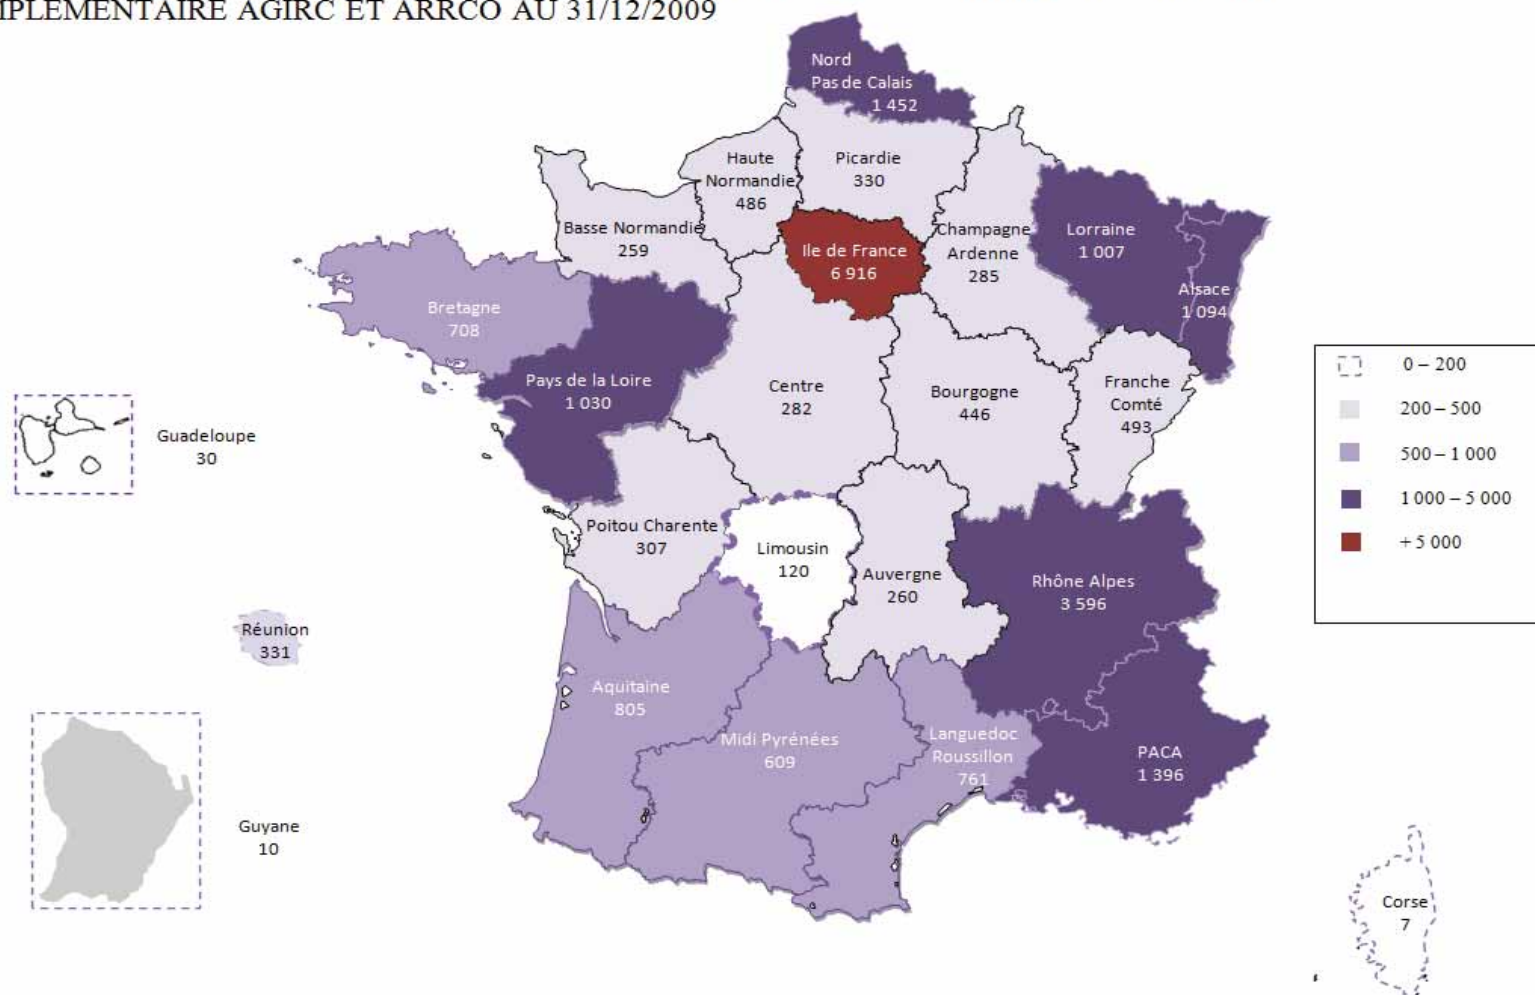 MPLEMENTAIRE AGIRC ET ARRCO AU 31/12/2009
Nord
Pas de Calais
1 452
Haute
Normandie
486
Picardie
330
Basse Normandie
259
Ile de France
6 916
Champagne
Ardenne
285
Lorraine
1 007
Alsace
1 094
Bretagne
708
Pays de la Loire
1 030
Centre
282
Bourgogne
446
Franche
Comté
493
0 – 200
200 – 500
500 – 1 000
1 000 – 5 000
+ 5 000
Guadeloupe
30
Poitou Charente
307
Limousin
120
Auvergne
260
Rhône Alpes
3 596
Réunion
331
Aquitaine
805
Midi Pyrénées
609
Languedoc
Roussillon
761
PACA
1 396
Guyane
10
Corse
7